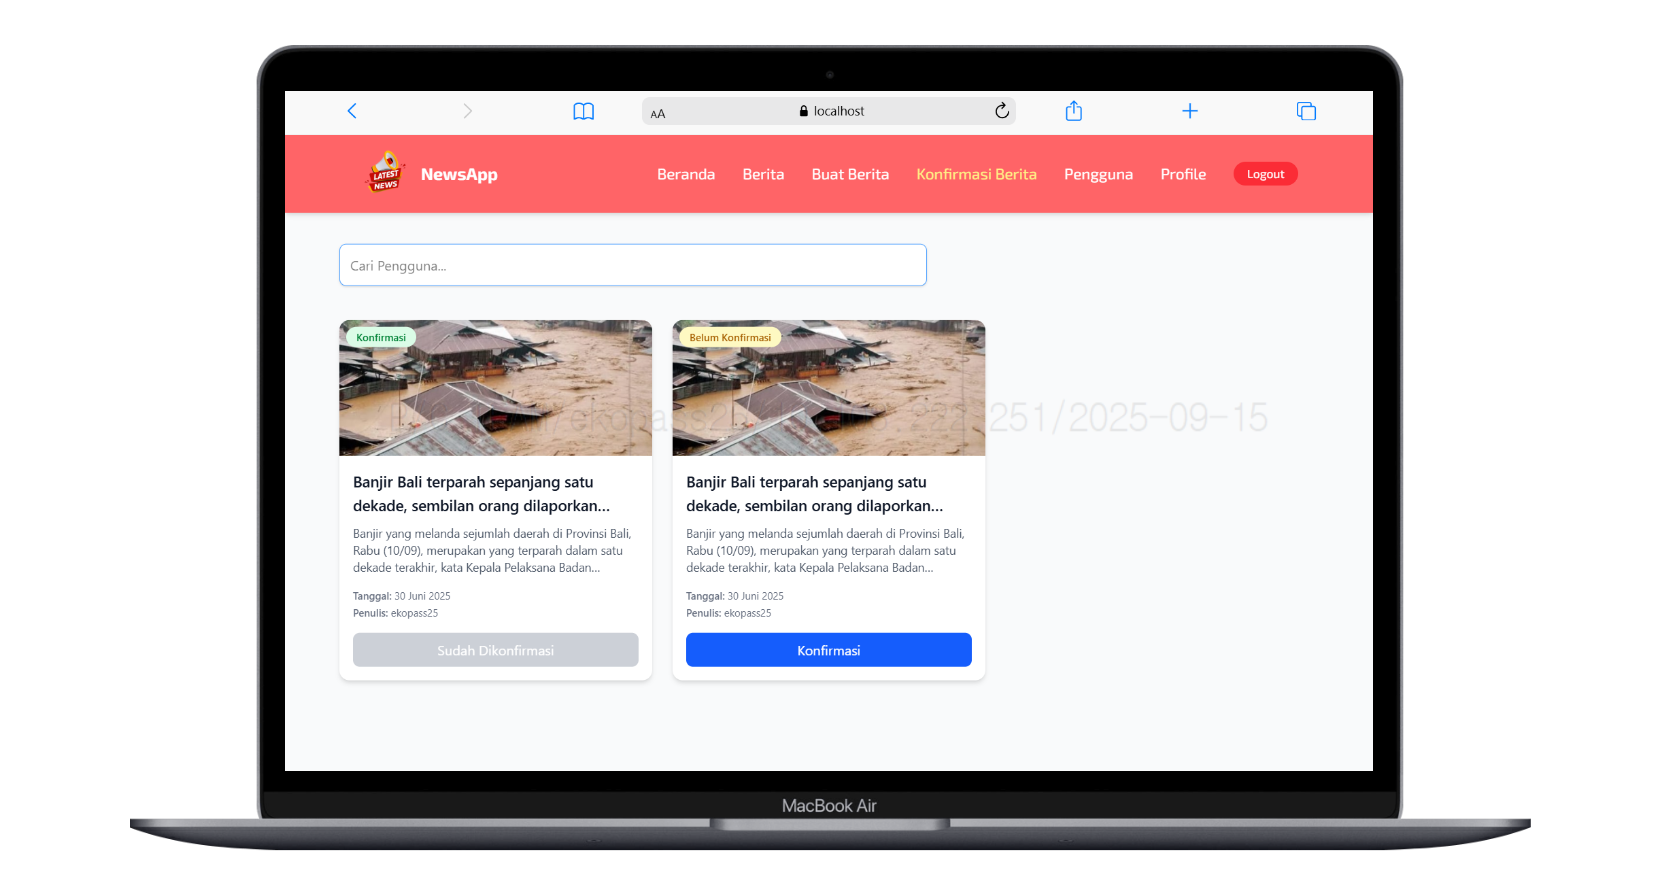 AA localhost
LATEST
NEWS
NewsApp Beranda Berita Buat Berita Konfirmasi Berita Pengguna Profile Logout
Cari Pengguna...
Konfirmasi
Banjir Bali terparah sepanjang satu
dekade, sembilan orang dilaporkan...
Banjir yang melanda sejumlah daerah di Provinsi Bali,
Rabu (10/09), merupakan yang terparah dalam satu
dekade terakhir, kata Kepala Pelaksana Badan...
Tanggal: 30 Juni 2025
Penulis: ekopass25
Sudah Dikonfirmasi
Belum Konfirmasi
Banjir Bali terparah sepanjang satu
dekade, sembilan orang dilaporkan...
Banjir yang melanda sejumlah daerah di Provinsi Bali,
Rabu (10/09), merupakan yang terparah dalam satu
dekade terakhir, kata Kepala Pelaksana Badan...
Tanggal: 30 Juni 2025
Penulis: ekopass25
Konfirmasi
251/2025-09-15
MacBook Air